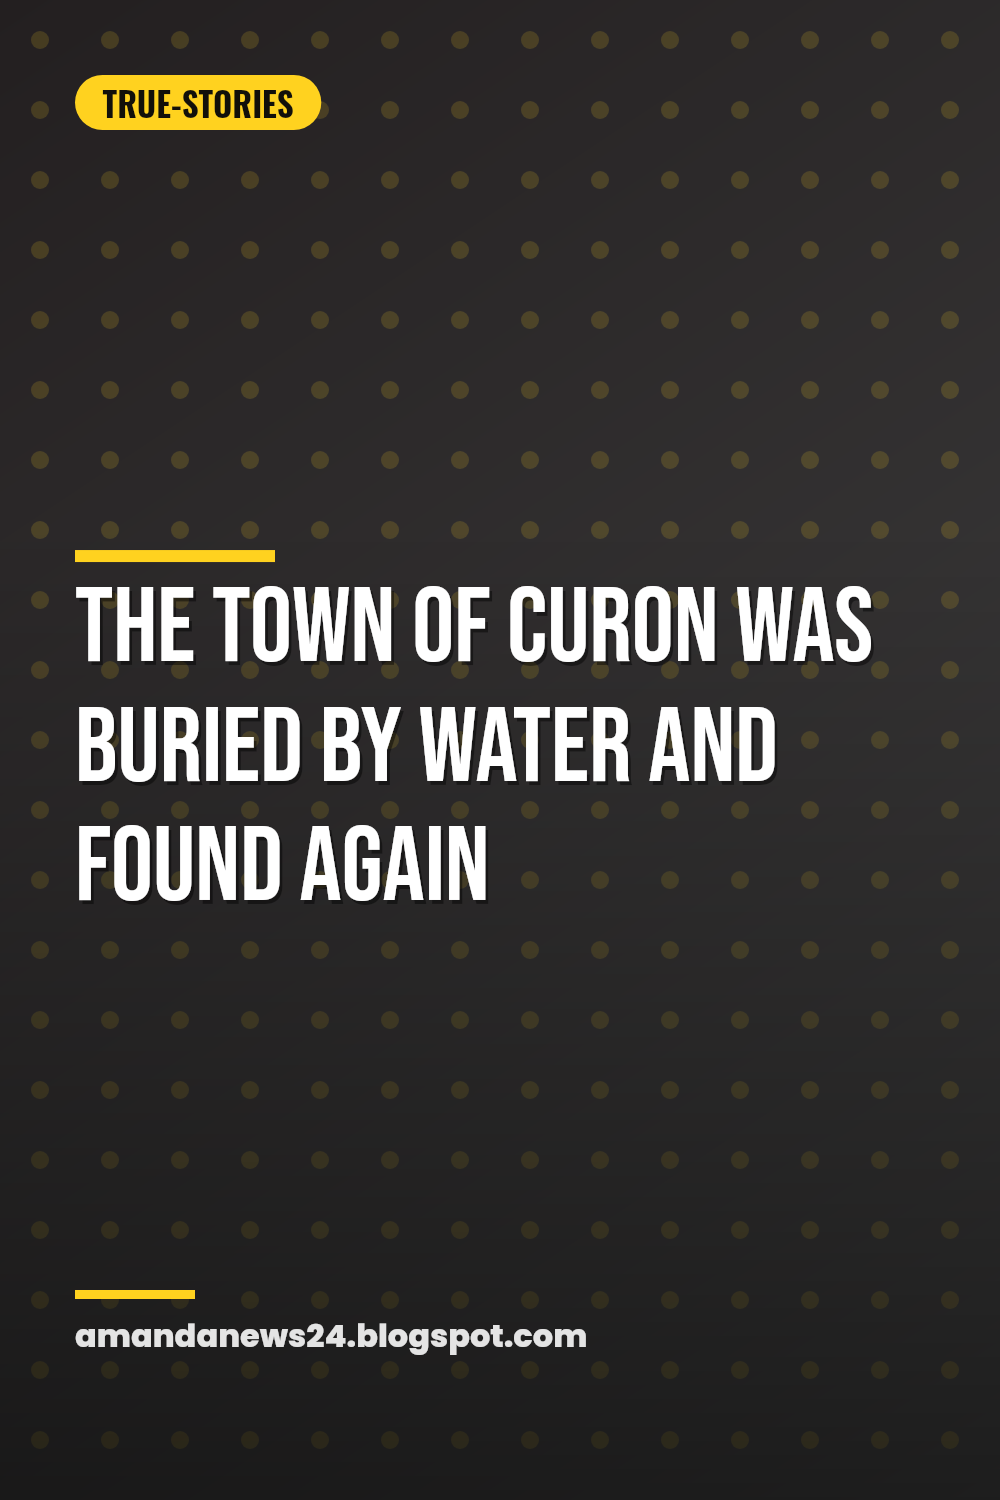 TRUE-STORIES
THE TOWN OF CURON WAS
BURIED BY WATER AND
FOUND AGAIN
amandanews24.blogspot.com